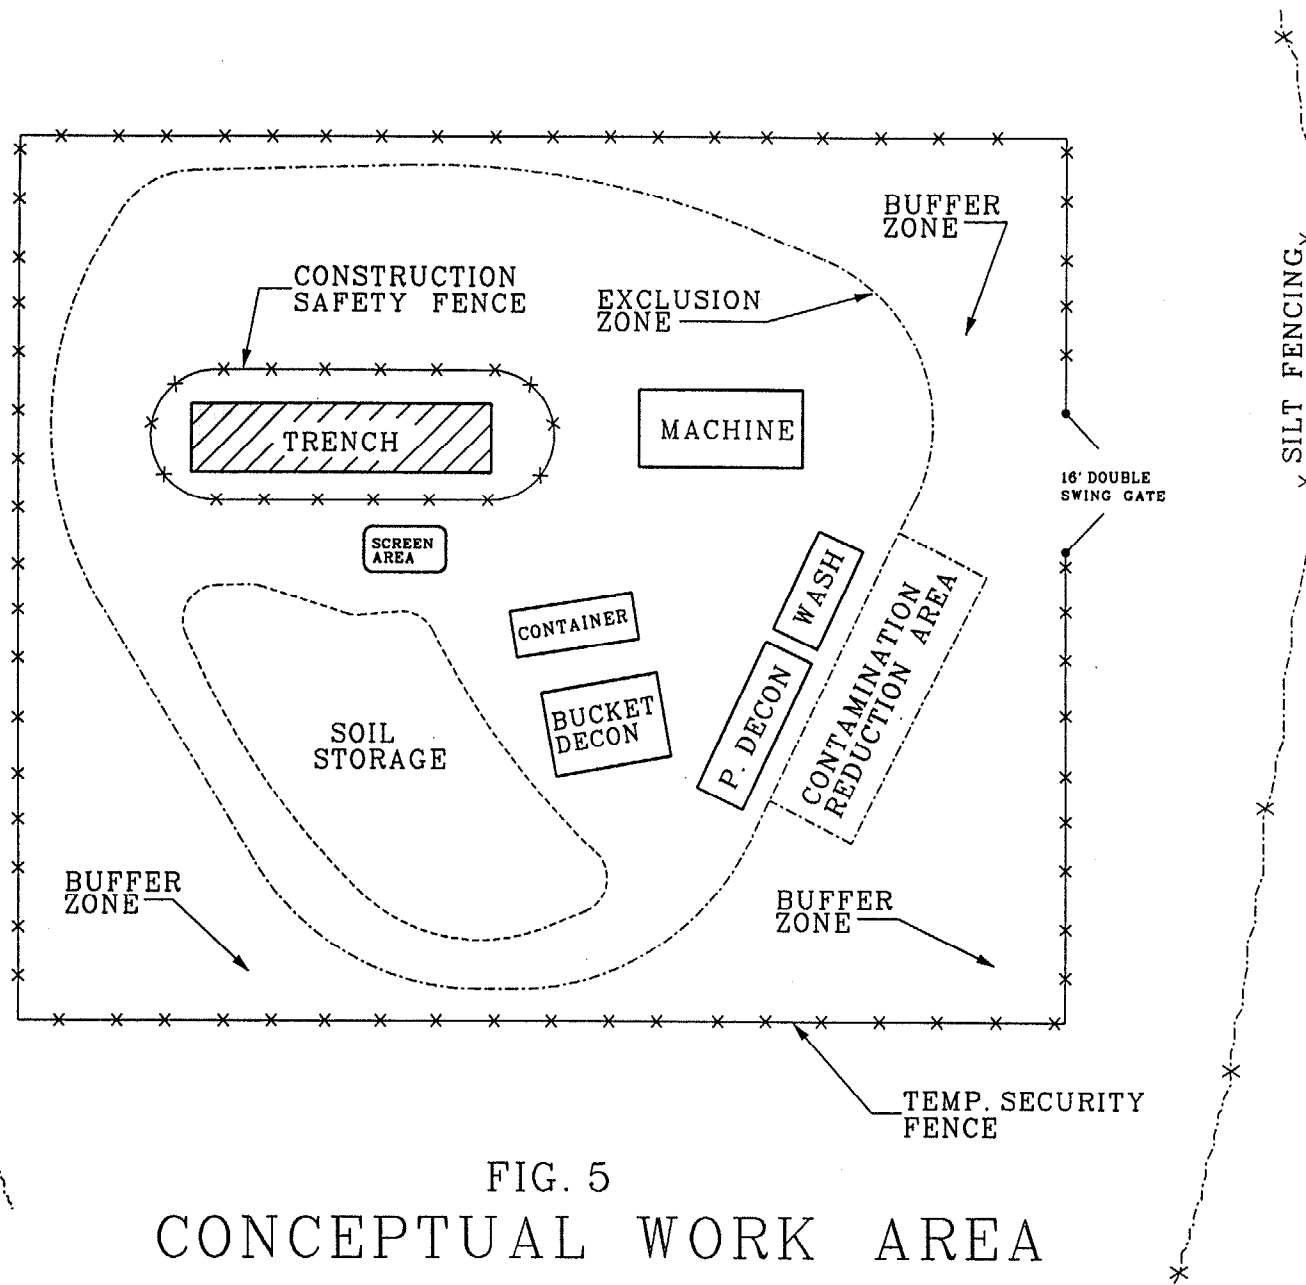 BUFFER
ZONE
CONSTRUCTION
SAFETY FENCE
EXCLUSION
ZONE
SILT FENCING
TRENCH
MACHINE
16' DOUBLE
SWING GATE
SCREEN
AREA
WASH
CONTAINER
CONTAMINATION
REDUCTION AREA
P. DECON
BUCKET
DECON
SOIL
STORAGE
BUFFER
ZONE
BUFFER
ZONE
TEMP. SECURITY
FENCE
FIG. 5
CONCEPTUAL WORK AREA